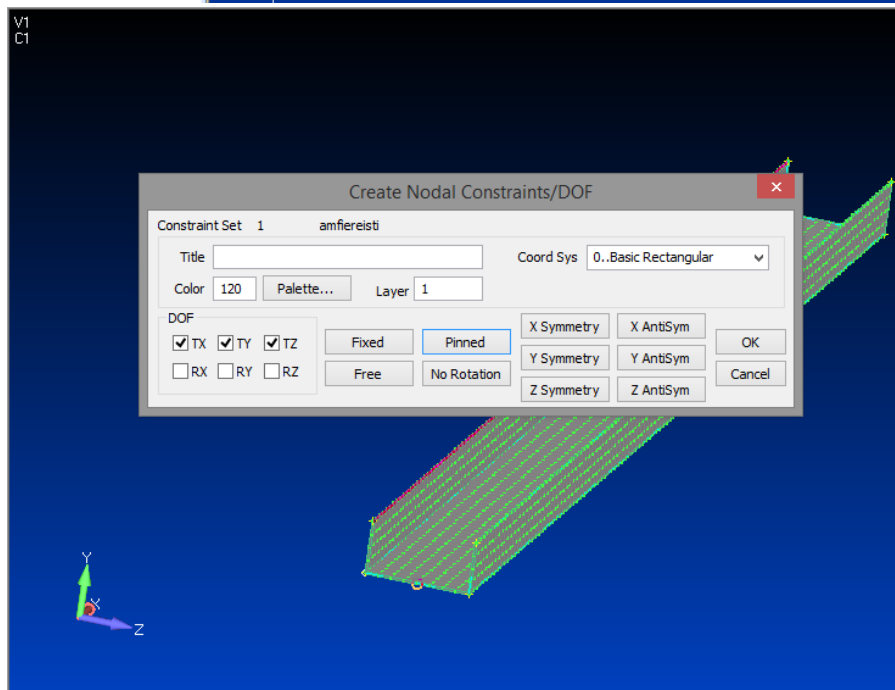 V1
C1
Create Nodal Constraints/DOF
Constraint Set 1 amfiereisti
Title Coord Sys 0..Basic Rectangular
Color 120 Palette... Layer 1
DOF
TX TY TZ
RX RY RZ
Fixed Pinned
Free No Rotation
X Symmetry X AntiSym
Y Symmetry Y AntiSym
Z Symmetry Z AntiSym
OK
Cancel
Y
X
Z